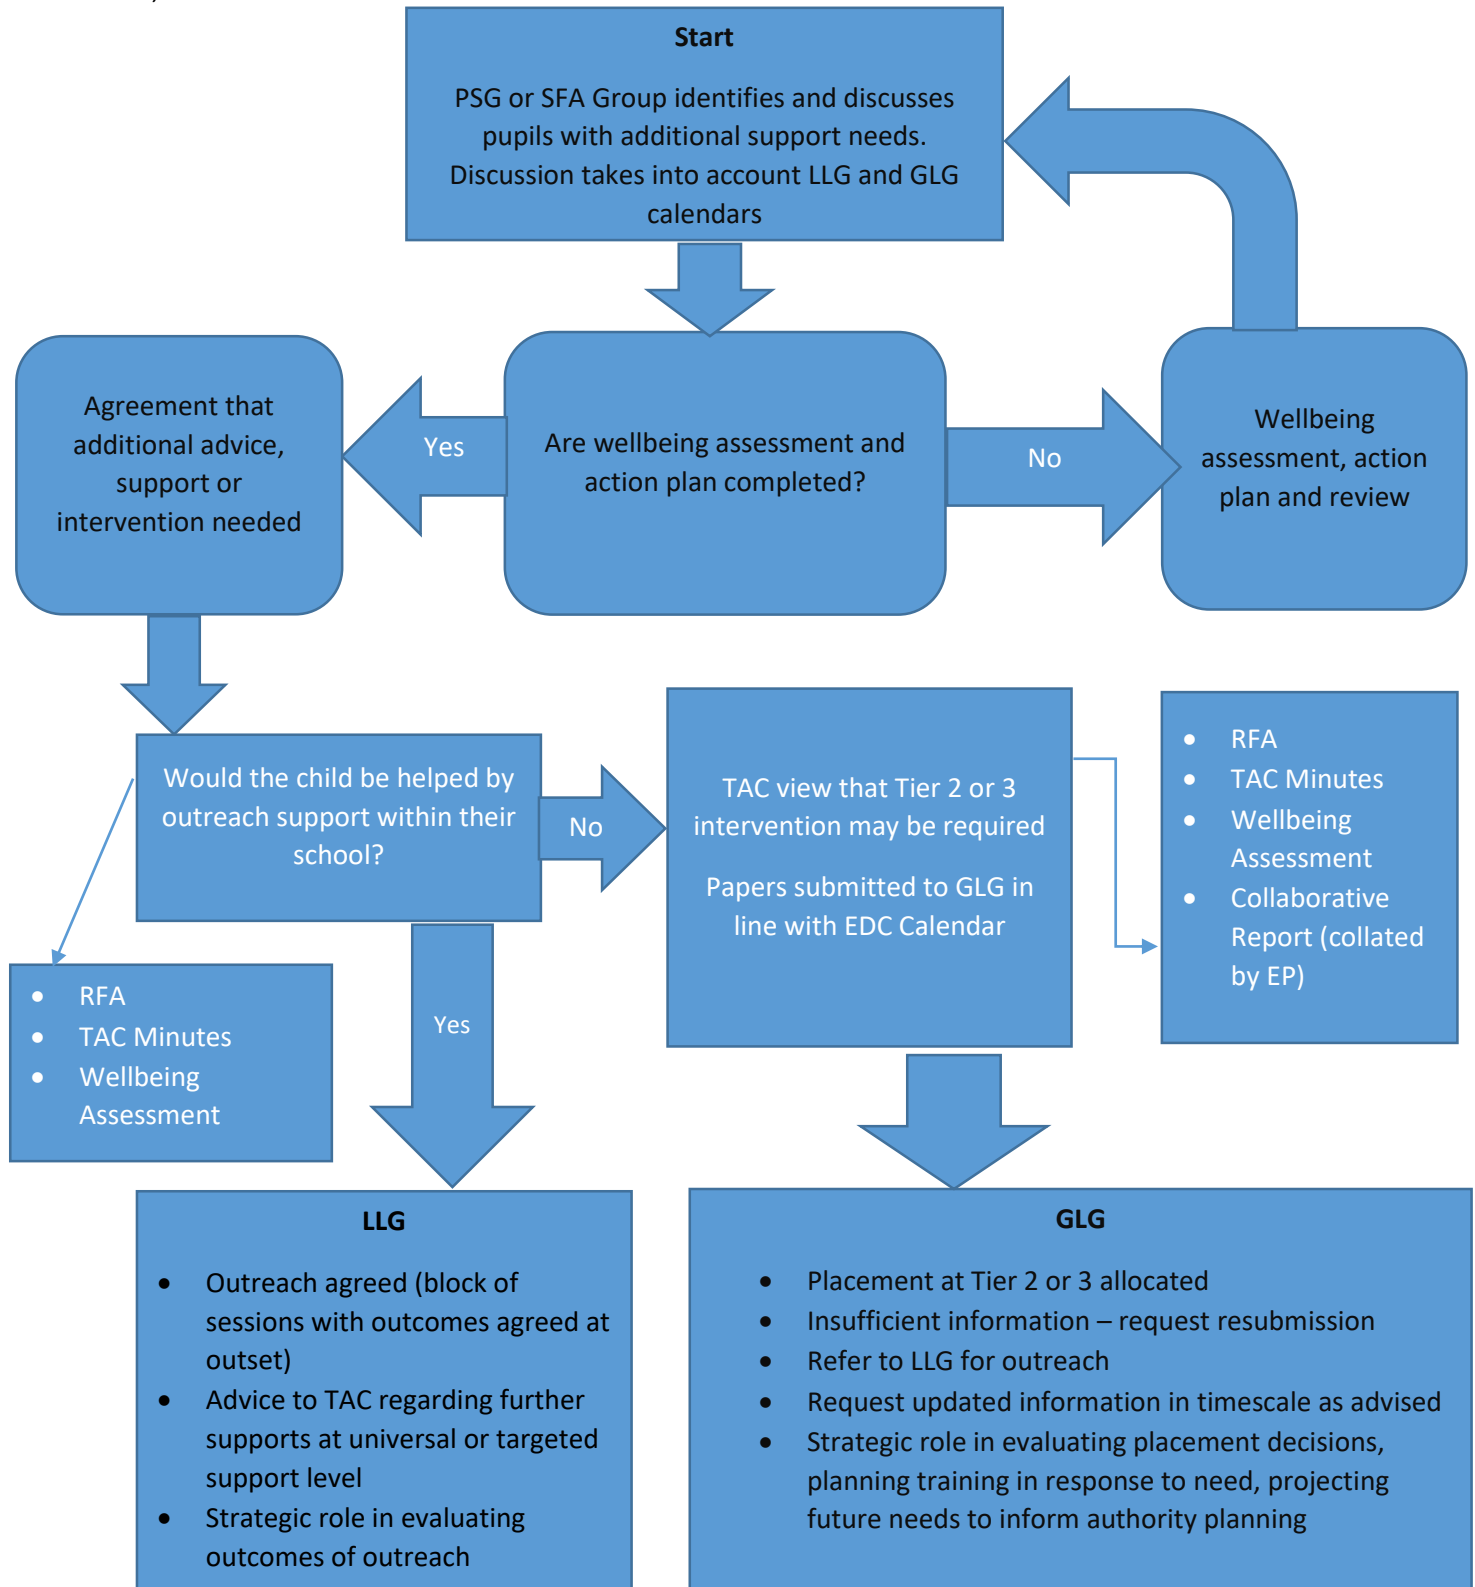 Start
PSG or SFA Group identifies and discusses
pupils with additional support needs.
Discussion takes into account LLG and GLG
calendars
Agreement that
additional advice,
support or
intervention needed
Yes
Are wellbeing assessment and
action plan completed?
No
Wellbeing
assessment, action
plan and review
Would the child be helped by
outreach support within their
school?
No
TAC view that Tier 2 or 3
intervention may be required
Papers submitted to GLG in
line with EDC Calendar
• RFA
• TAC Minutes
• Wellbeing
Assessment
• Collaborative
Report (collated
by EP)
• RFA
• TAC Minutes
• Wellbeing
Assessment
Yes
LLG
• Outreach agreed (block of
sessions with outcomes agreed at
outset)
• Advice to TAC regarding further
supports at universal or targeted
support level
• Strategic role in evaluating
outcomes of outreach
GLG
• Placement at Tier 2 or 3 allocated
• Insufficient information – request resubmission
• Refer to LLG for outreach
• Request updated information in timescale as advised
• Strategic role in evaluating placement decisions,
planning training in response to need, projecting
future needs to inform authority planning